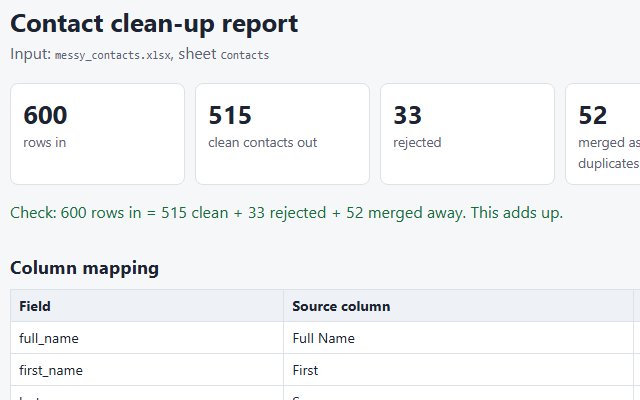 Contact clean-up report
Input: messy_contacts.xlsx, sheet Contacts
600
rows in
515
clean contacts out
33
rejected
52
merged as
duplicates
Check: 600 rows in = 515 clean + 33 rejected + 52 merged away. This adds up.
Column mapping
Field Source column
full_name Full Name
first_name First